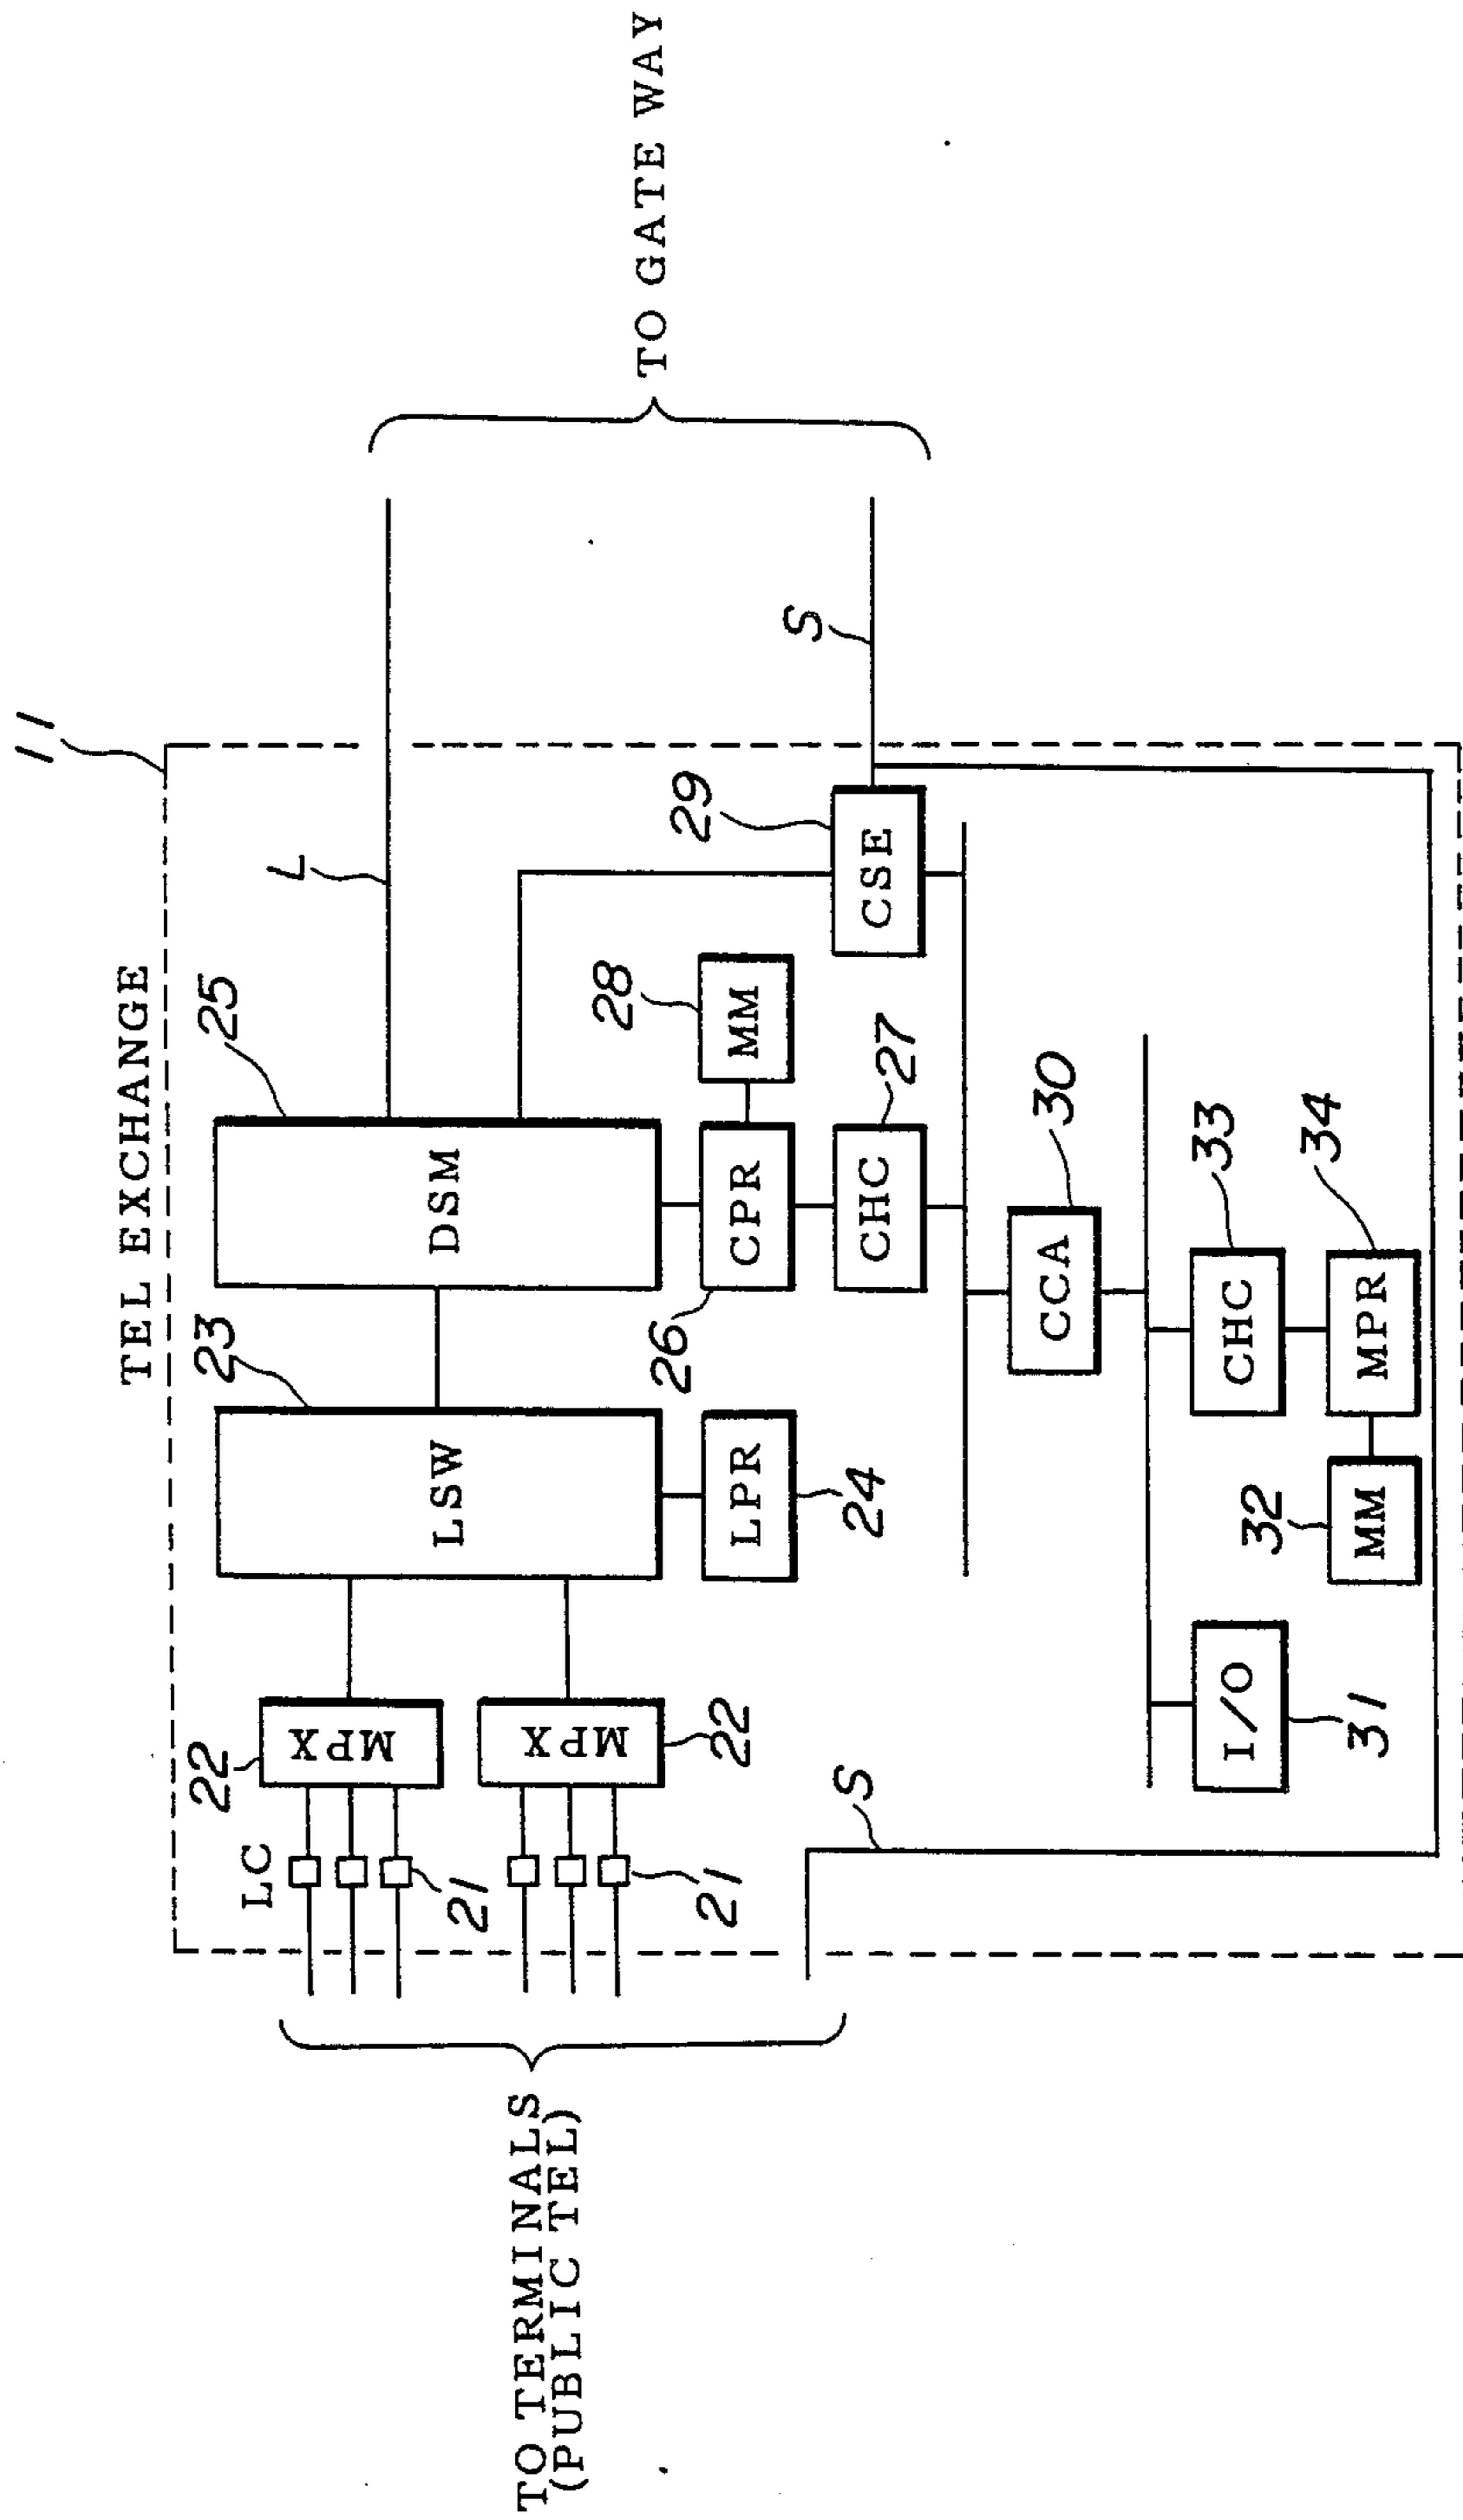 11
TEL EXCHANGE
LC
22
MPX
23
LSW
25
DSM
L
21
MPX
22
21
LPR
24
26
CPR
28
MM
CHC
27
29
CSE
S
TO GATE WAY
TO TERMINALS
(PUBLIC TEL)
S
CCA
30
I/O
31
32
MM
CHC
33
MPR
34